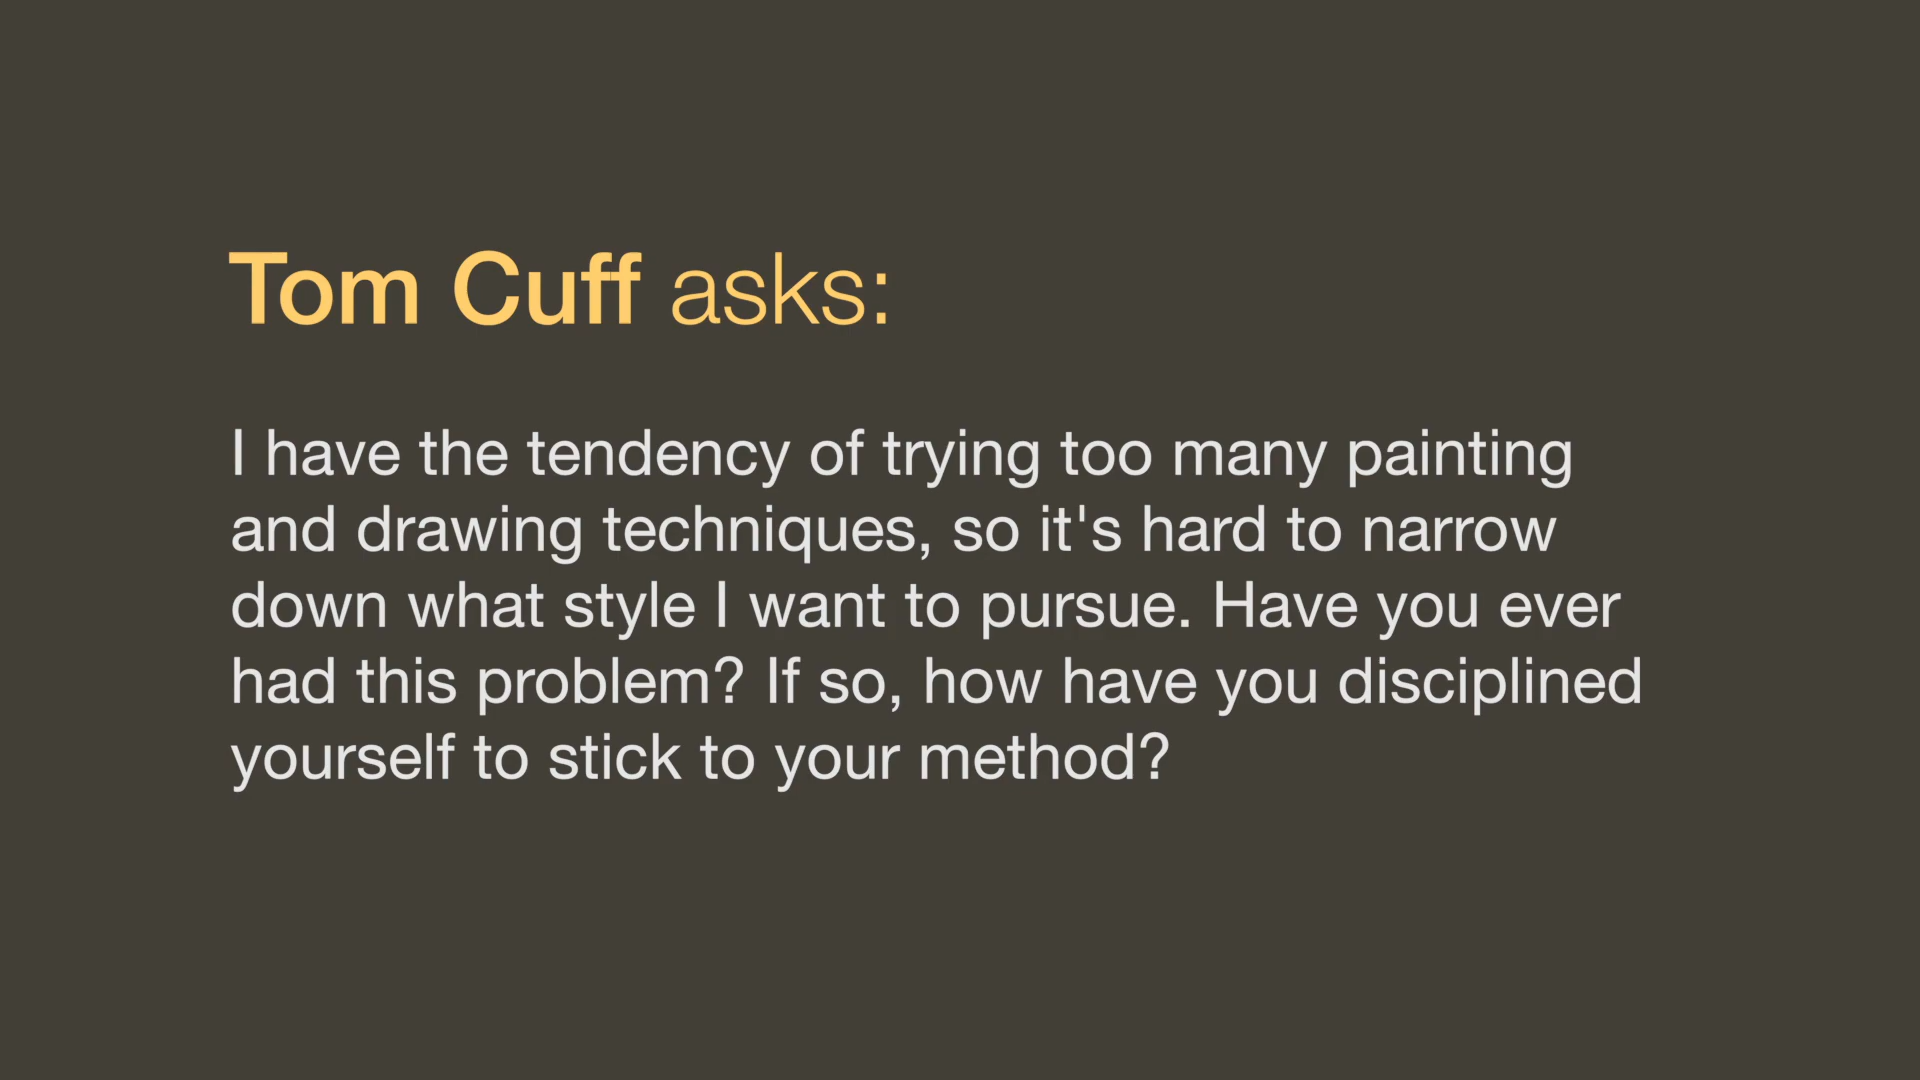 Tom Cuff asks:
I have the tendency of trying too many painting
and drawing techniques, so it's hard to narrow
down what style I want to pursue. Have you ever
had this problem? If so, how have you disciplined
yourself to stick to your method?